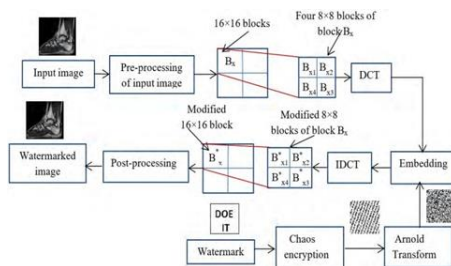 16×16 blocks
Four 8×8 blocks of
block Bx
Input image
Pre-processing
of input image
Bx
Bx1 Bx2
Bx4 Bx3
DCT
Modified
16×16 block
Modified 8×8
blocks of block Bx
Watermarked
image
Post-processing
B*x
B*x1 B*x2
B*x4 B*x3
IDCT
Embedding
DOE
IT
Watermark
Chaos
encryption
Arnold
Transform